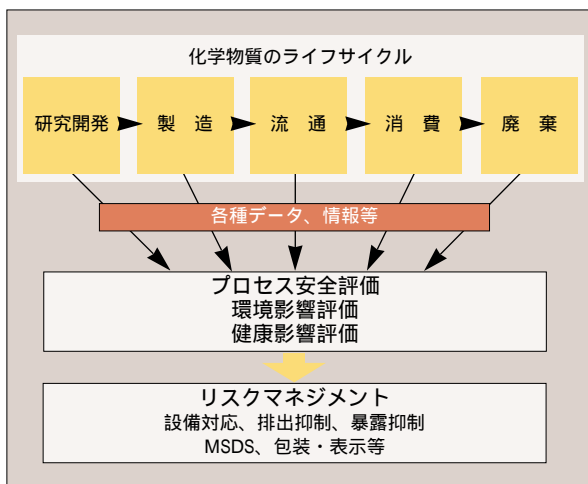 化学物質のライフサイクル
研究開発 製　造 流　通 消　費 廃　棄
各種データ、情報等
プロセス安全評価
環境影響評価
健康影響評価
リスクマネジメント
設備対応、排出抑制、暴露抑制
MSDS、包装・表示等